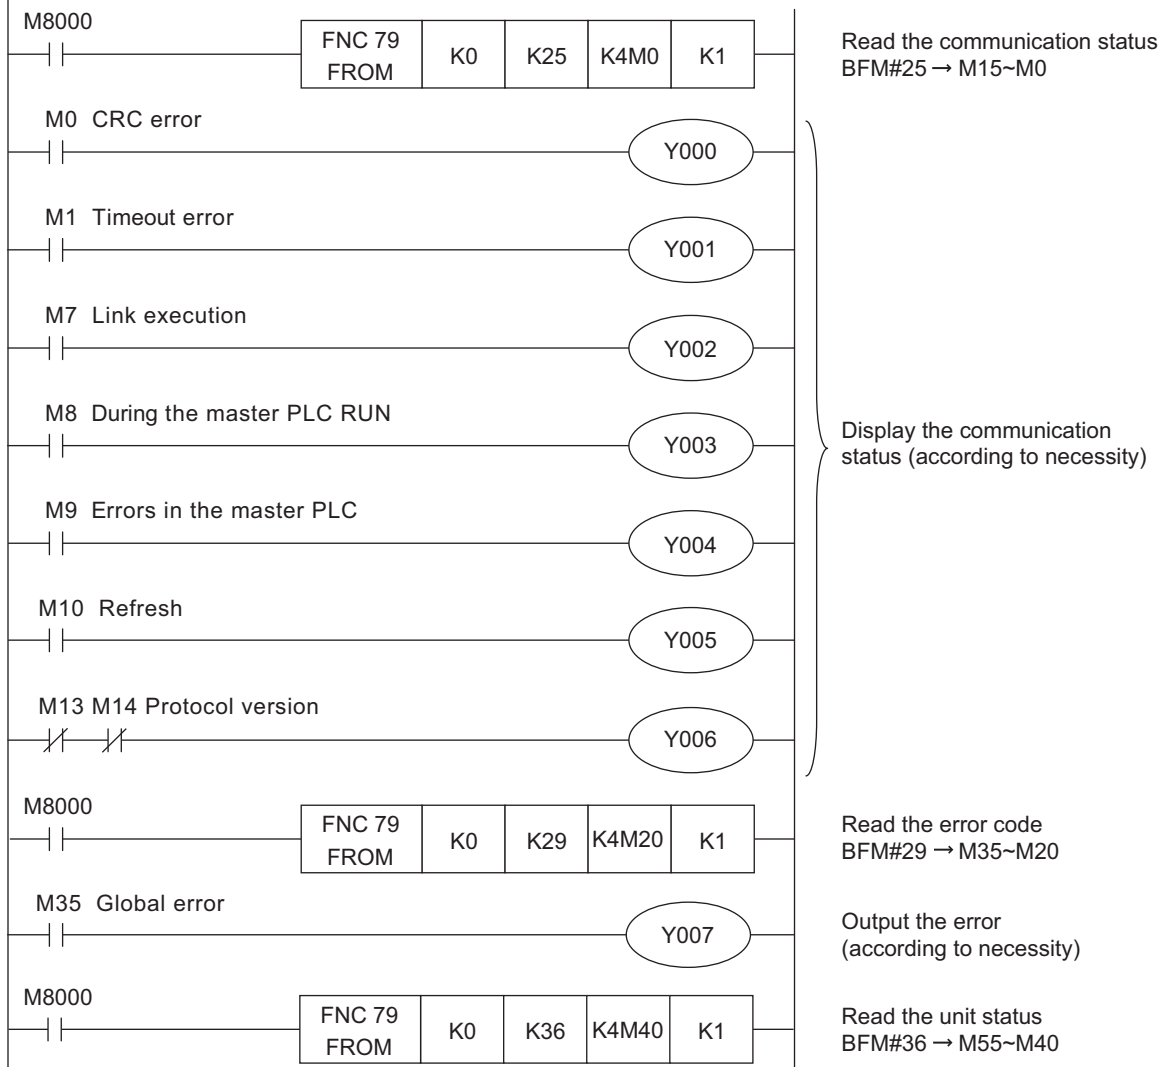 M8000
FNC 79 FROM K0 K25 K4M0 K1
Read the communication status
BFM#25 → M15~M0
M0 CRC error
Y000
M1 Timeout error
Y001
M7 Link execution
Y002
M8 During the master PLC RUN
Y003
Display the communication
status (according to necessity)
M9 Errors in the master PLC
Y004
M10 Refresh
Y005
M13 M14 Protocol version
Y006
M8000
FNC 79 FROM K0 K29 K4M20 K1
Read the error code
BFM#29 → M35~M20
M35 Global error
Y007
Output the error
(according to necessity)
M8000
FNC 79 FROM K0 K36 K4M40 K1
Read the unit status
BFM#36 → M55~M40